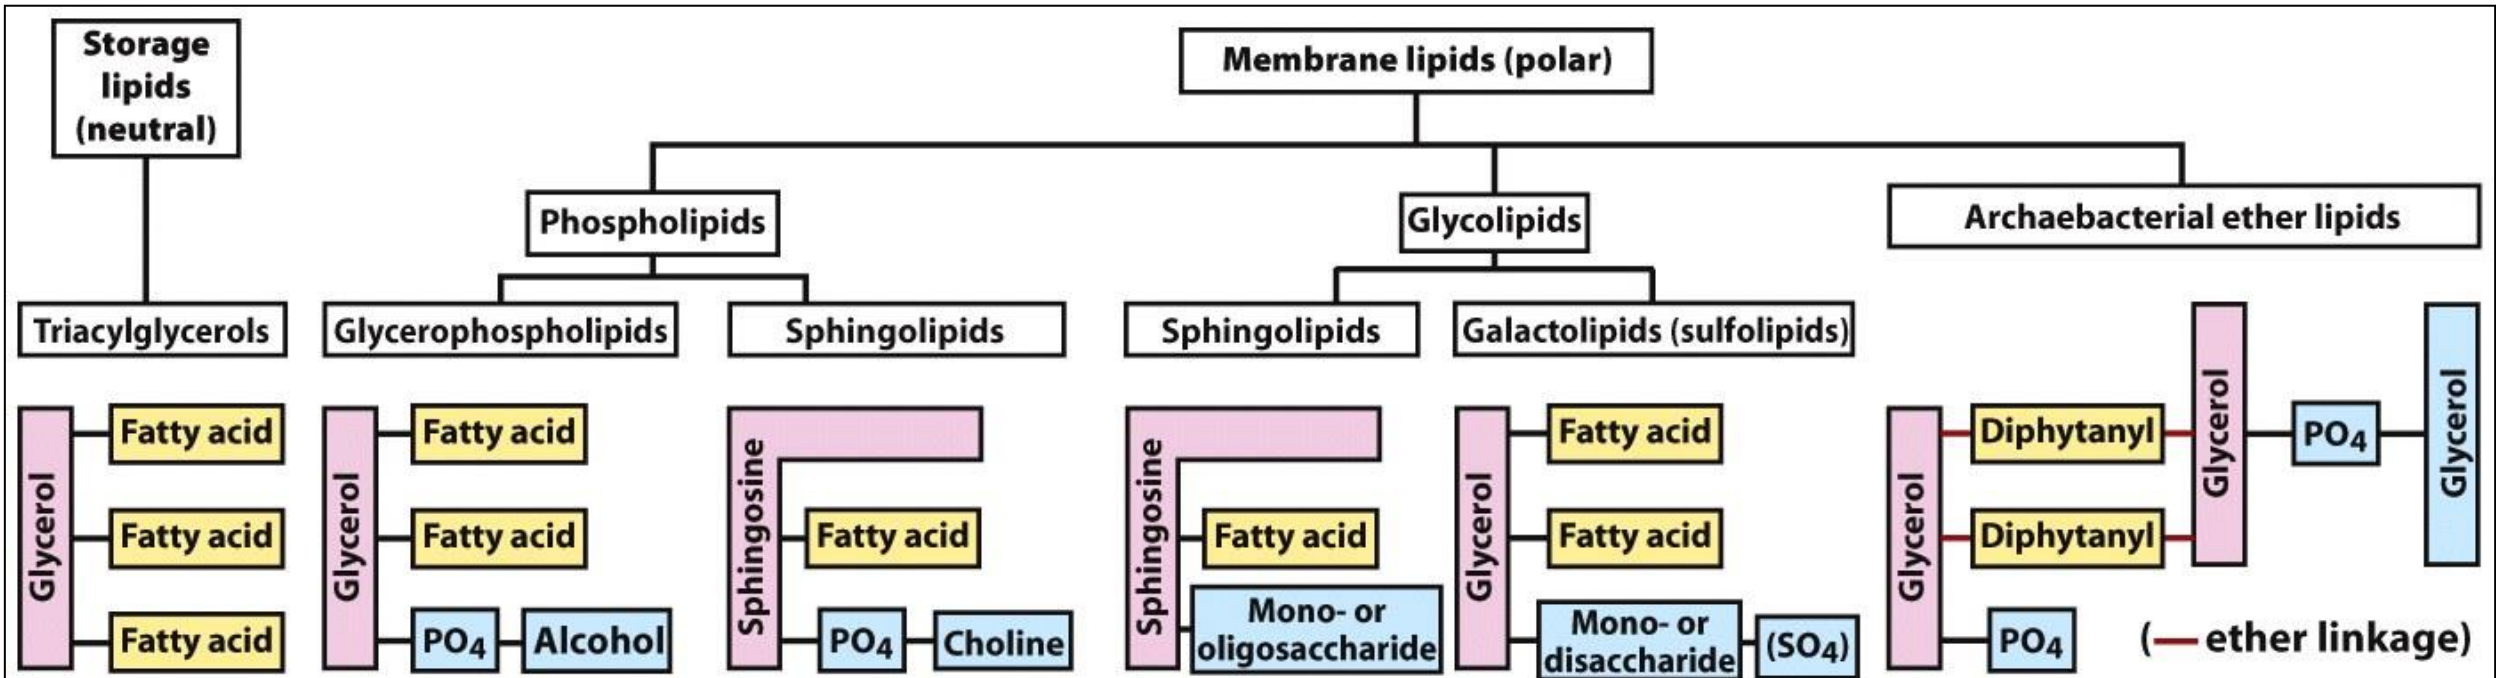 Storage
lipids
(neutral)
Membrane lipids (polar)
Phospholipids
Glycolipids
Archaebacterial ether lipids
Triacylglycerols
Glycerophospholipids
Sphingolipids
Sphingolipids
Galactolipids (sulfolipids)
Glycerol
Fatty acid
Fatty acid
Fatty acid
Glycerol
Fatty acid
Fatty acid
PO4
Alcohol
Sphingosine
Fatty acid
PO4
Choline
Sphingosine
Fatty acid
Mono- or
oligosaccharide
Glycerol
Fatty acid
Fatty acid
Mono- or
disaccharide
(SO4)
Glycerol
Diphytanyl
Diphytanyl
PO4
Glycerol
PO4
Glycerol
(— ether linkage)